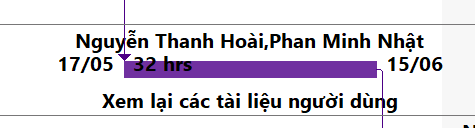 Nguyễn Thanh Hoài,Phan Minh Nhật
17/05 32 hrs 15/06
Xem lại các tài liệu người dùng